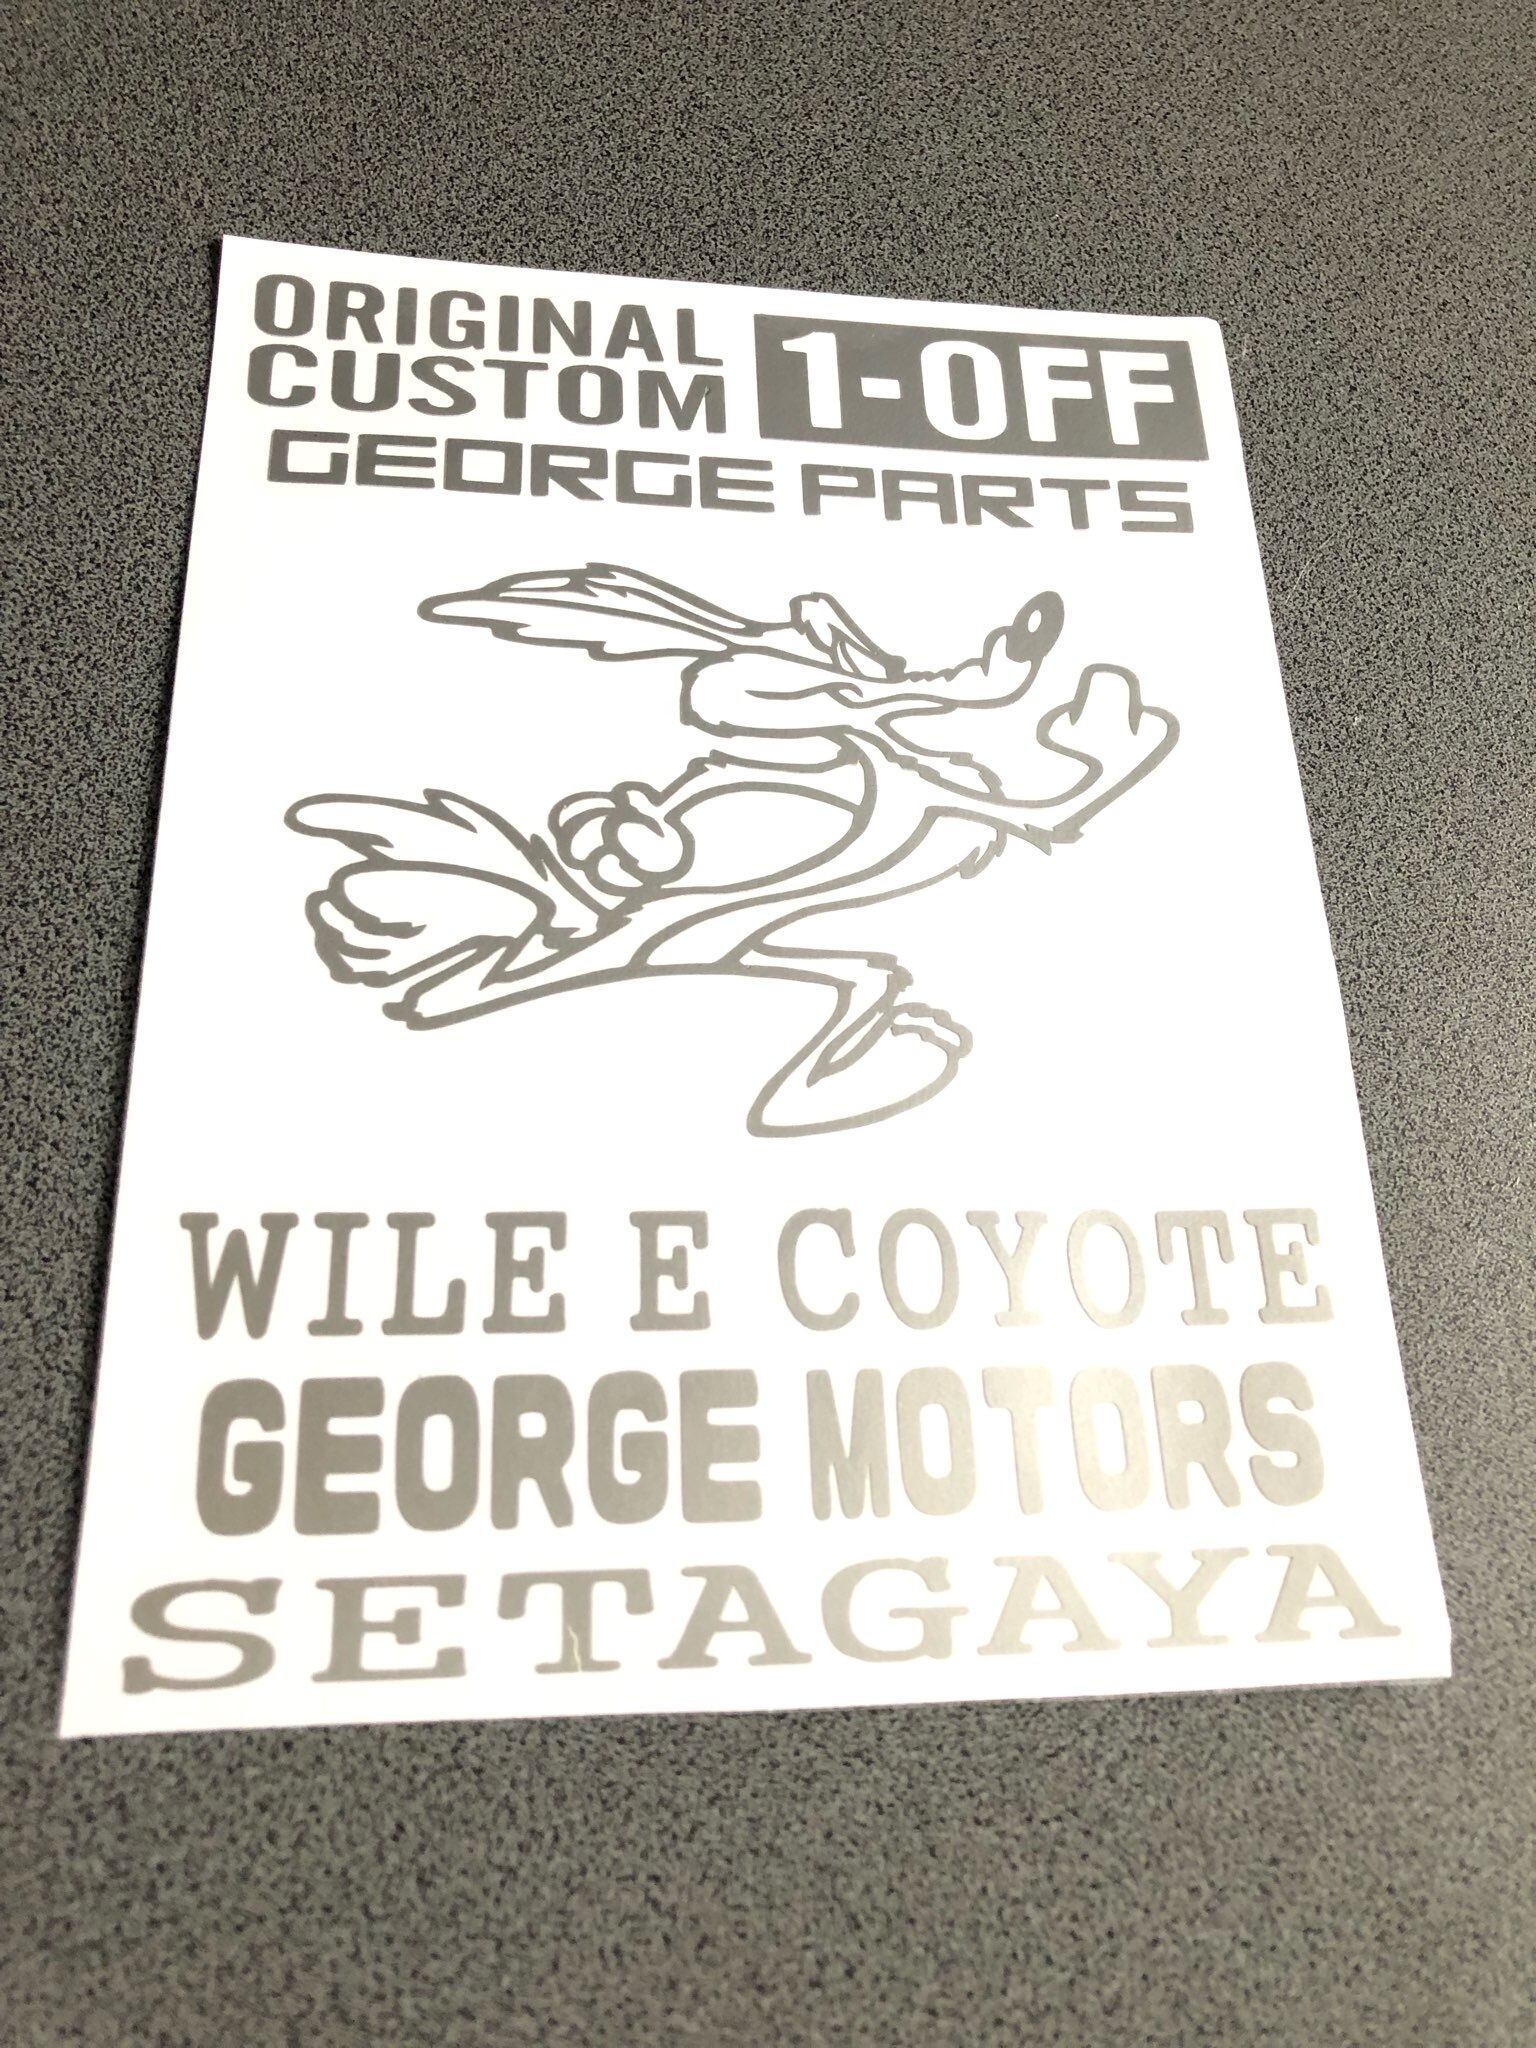 ORIGINAL
CUSTOM
1-OFF
GEORGE PARTS
WILE E COYOTE
GEORGE MOTORS
SETAGAYA